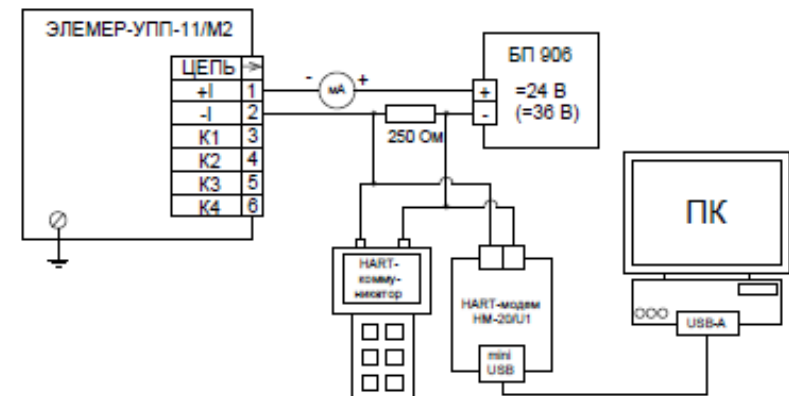 ЭЛЕМЕР-УПП-11/М2
ЦЕПЬ
+I 1
-I 2
К1 3
К2 4
К3 5
К4 6
- мА +
250 Ом
БП 906
+ =24 В
- (=36 В)
HART-
комму-
никатор
HART-модем
НМ-20/U1
mini
USB
ПК
USB-A